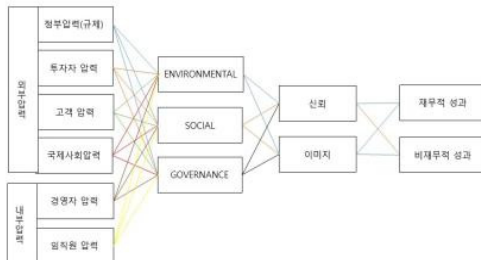 외부압력
정부압력(규제)
투자자 압력
고객 압력
국제사회압력
내부압력
경영자 압력
임직원 압력
ENVIRONMENTAL
SOCIAL
GOVERNANCE
신뢰
이미지
재무적 성과
비재무적 성과